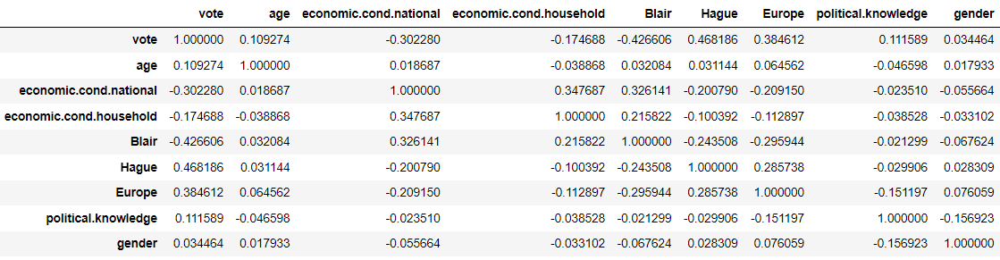 vote age economic.cond.national economic.cond.household Blair Hague Europe political.knowledge gender
vote 1.000000 0.109274 -0.302280 -0.174688 -0.426606 0.468186 0.384612 0.111589 0.034464
age 0.109274 1.000000 0.018687 -0.038868 0.032084 0.031144 0.064562 -0.046598 0.017933
economic.cond.national -0.302280 0.018687 1.000000 0.347687 0.326141 -0.200790 -0.209150 -0.023510 -0.055664
economic.cond.household -0.174688 -0.038868 0.347687 1.000000 0.215822 -0.100392 -0.112897 -0.038528 -0.033102
Blair -0.426606 0.032084 0.326141 0.215822 1.000000 -0.243508 -0.295944 -0.021299 -0.067624
Hague 0.468186 0.031144 -0.200790 -0.100392 -0.243508 1.000000 0.285738 -0.029906 0.028309
Europe 0.384612 0.064562 -0.209150 -0.112897 -0.295944 0.285738 1.000000 -0.151197 0.076059
political.knowledge 0.111589 -0.046598 -0.023510 -0.038528 -0.021299 -0.029906 -0.151197 1.000000 -0.156923
gender 0.034464 0.017933 -0.055664 -0.033102 -0.067624 0.028309 0.076059 -0.156923 1.000000